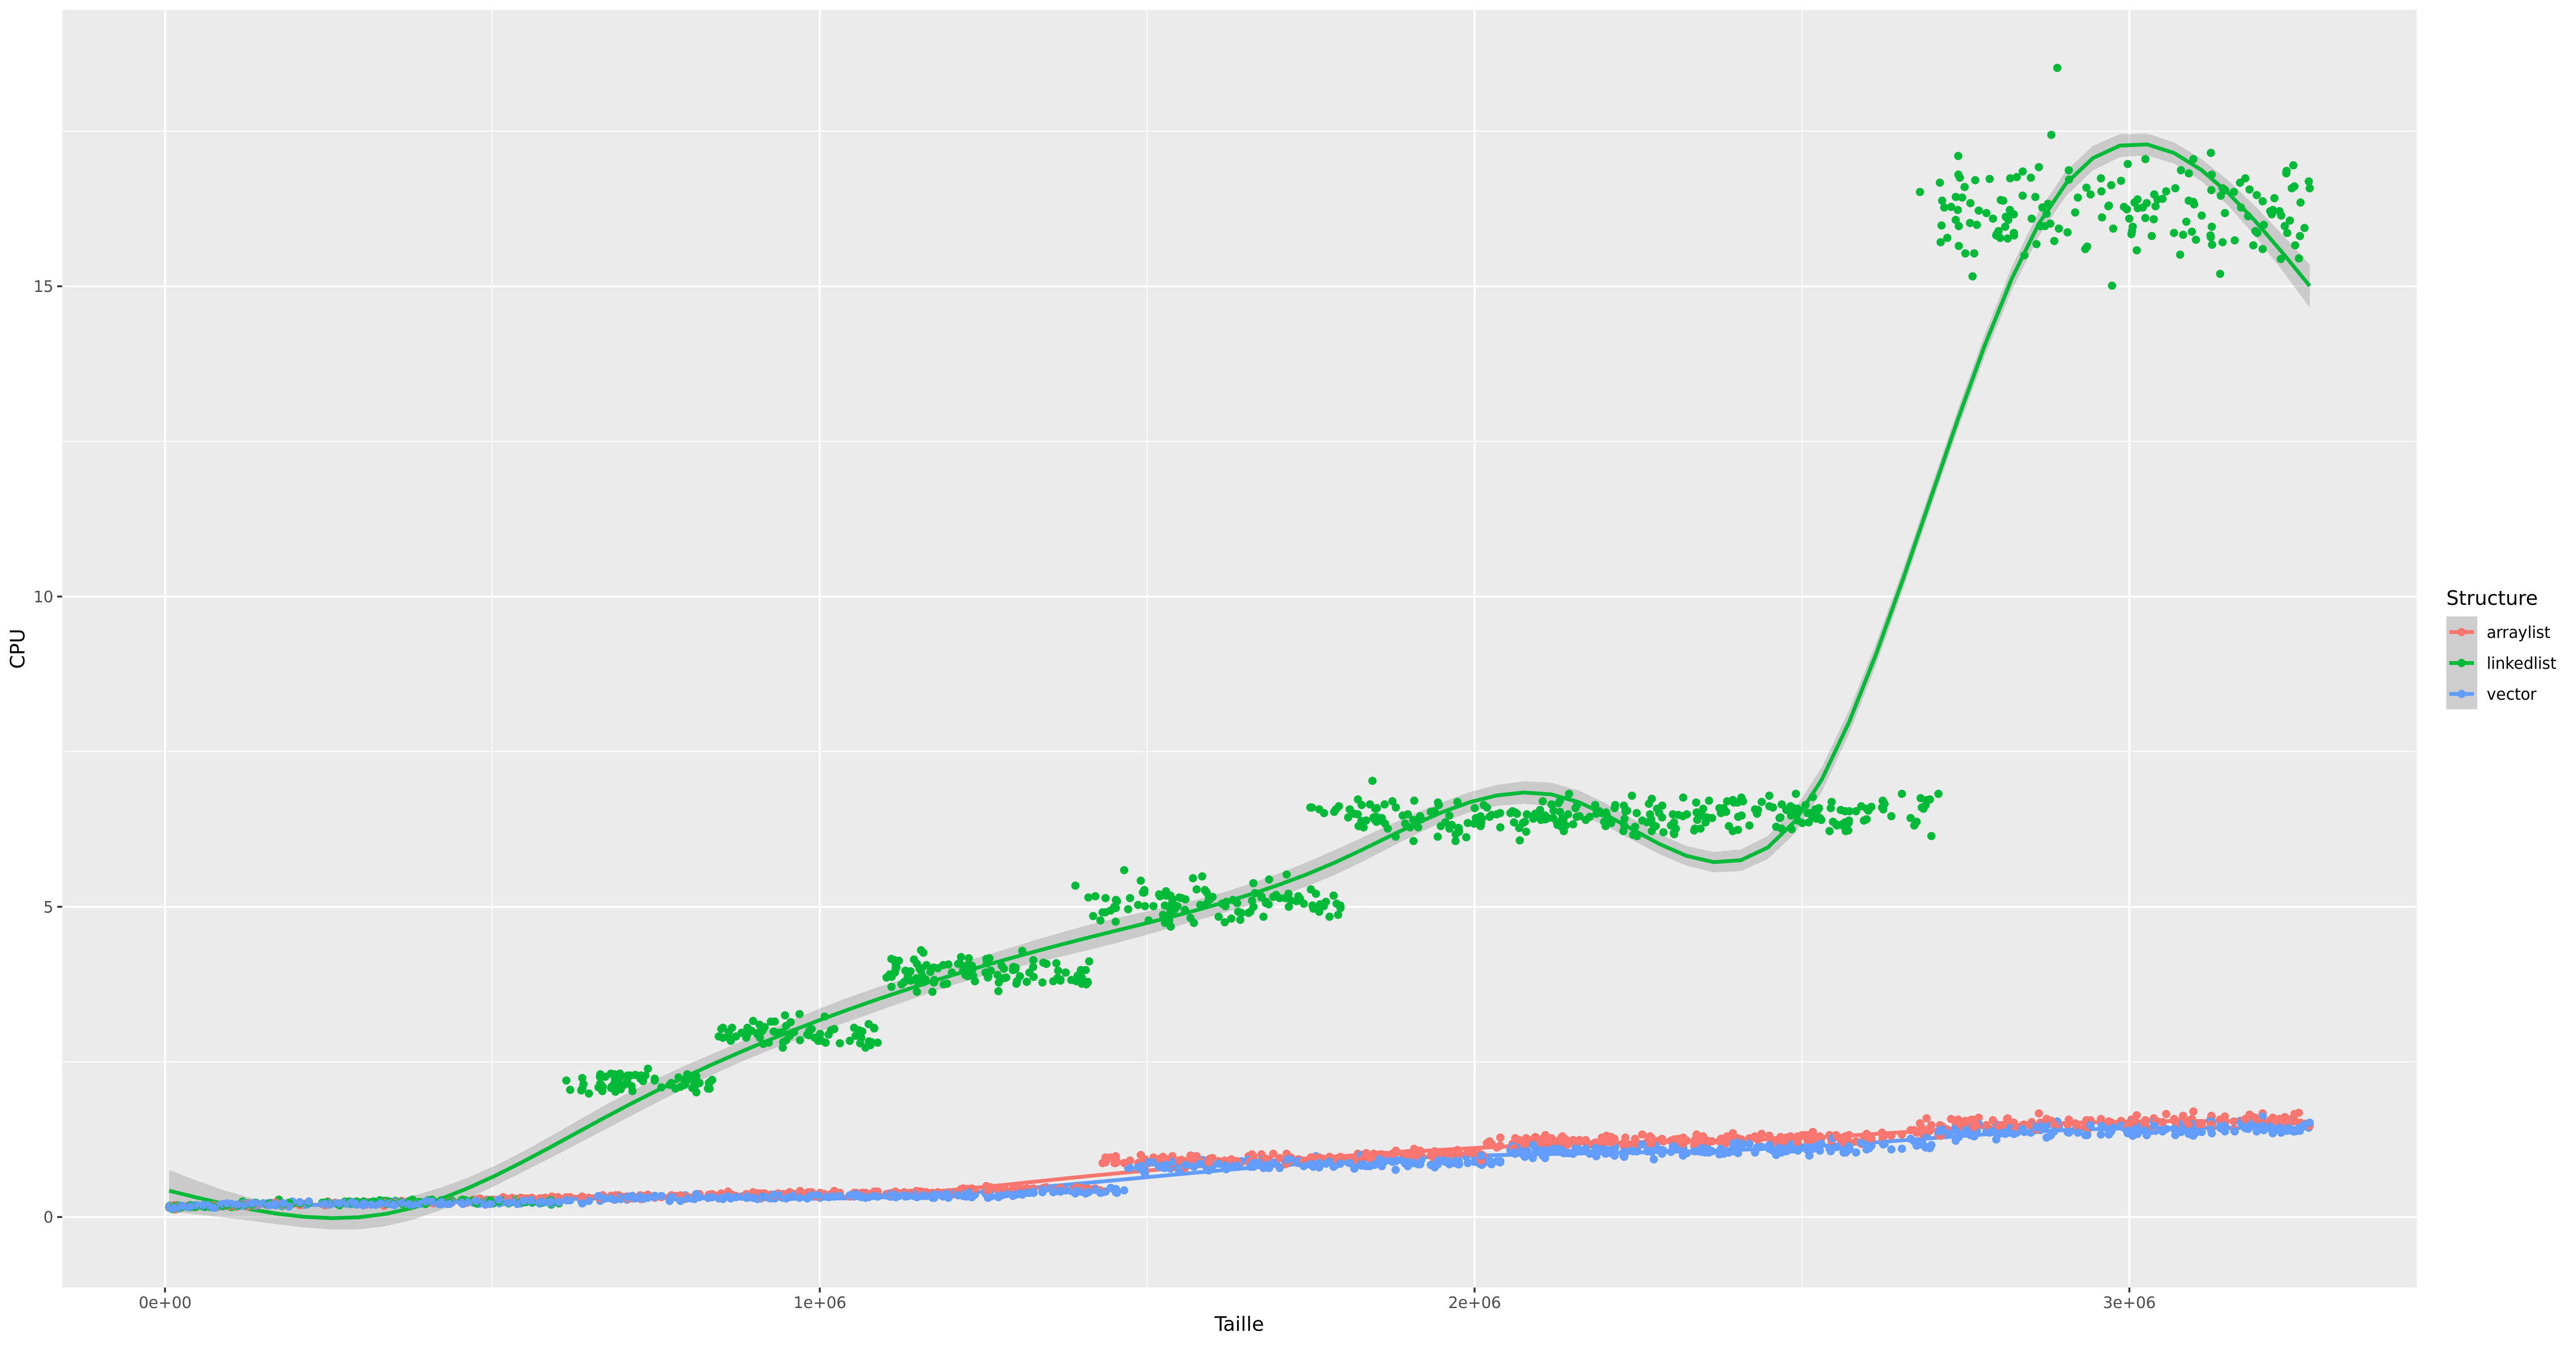 CPU
15
10
5
0
0e+00
1e+06
2e+06
3e+06
Taille
Structure
arraylist
linkedlist
vector